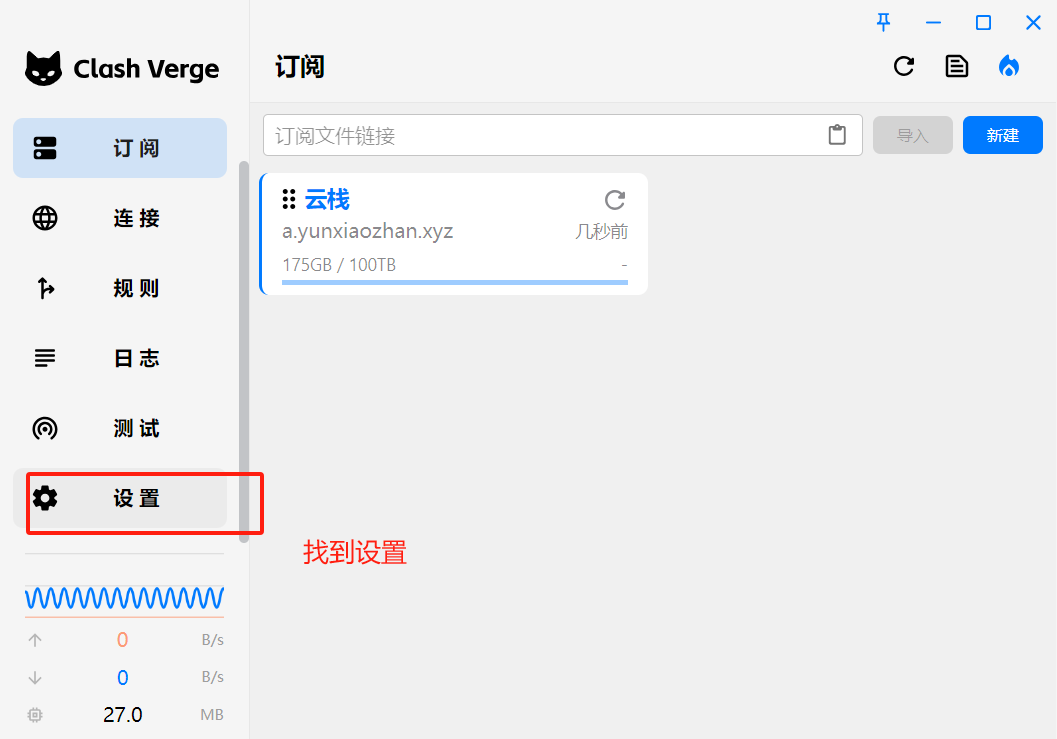 Clash Verge
订阅
订阅
连接
规则
日志
测试
设置
订阅文件链接
导入
新建
云栈
a.yunxiaozhan.xyz
几秒前
175GB / 100TB
-
找到设置
0
B/s
0
B/s
27.0
MB